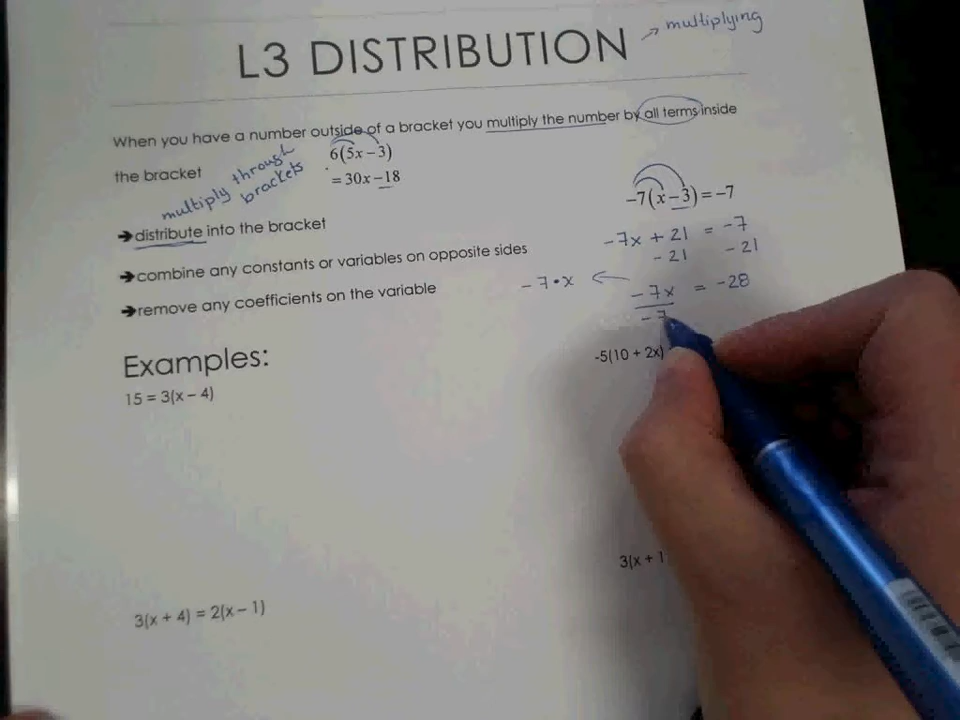 multiplying
L3 DISTRIBUTION
When you have a number outside of a bracket you multiply the number by all terms inside
the bracket
multiply through
brackets
6(5x – 3)
= 30x – 18
➔distribute into the bracket
➔combine any constants or variables on opposite sides
➔remove any coefficients on the variable
–7(x – 3) = –7
-7x + 21 = -7
-21 -21
-7•x ← -7x = -28
-7
Examples:
15 = 3(x – 4)
-5(10 + 2x)
3(x + 1
3(x + 4) = 2(x – 1)